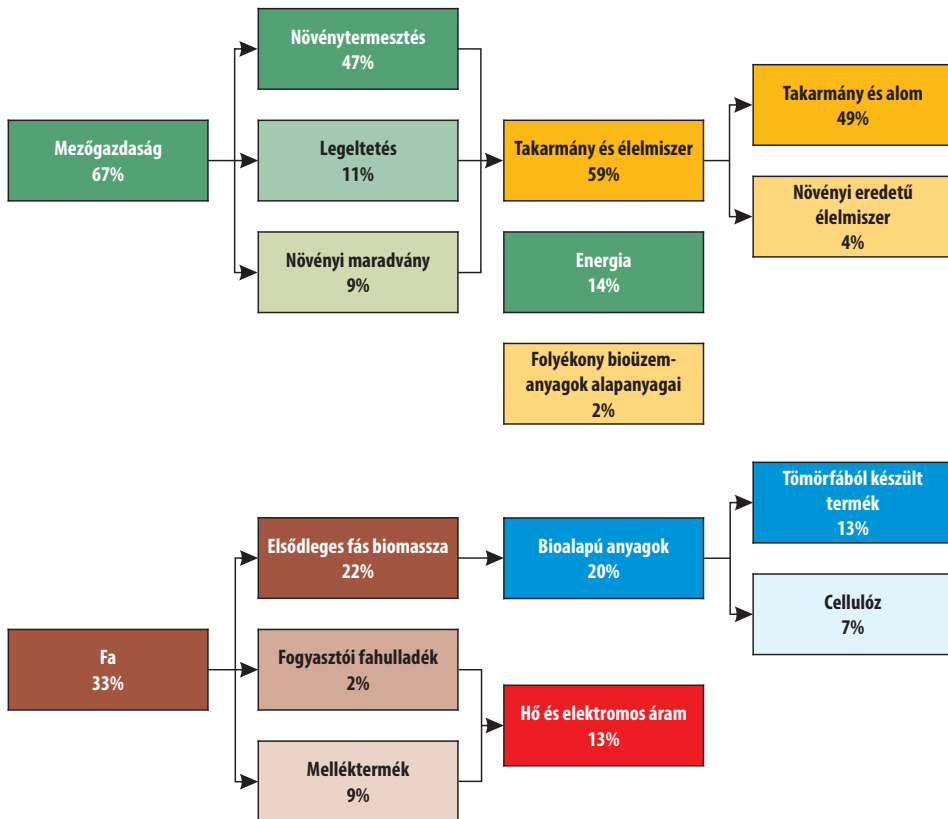 Növénytermesztés
47%
Mezőgazdaság
67%
Legeltetés
11%
Növényi maradvány
9%
Takarmány és élelmiszer
59%
Energia
14%
Folyékony bioüzem-
anyagok alapanyagai
2%
Takarmány és alom
49%
Növényi eredetű
élelmiszer
4%
Fa
33%
Elsődleges fás biomassza
22%
Fogyasztói fahulladék
2%
Melléktermék
9%
Bioalapú anyagok
20%
Hő és elektromos áram
13%
Tömörfából készült
termék
13%
Cellulóz
7%